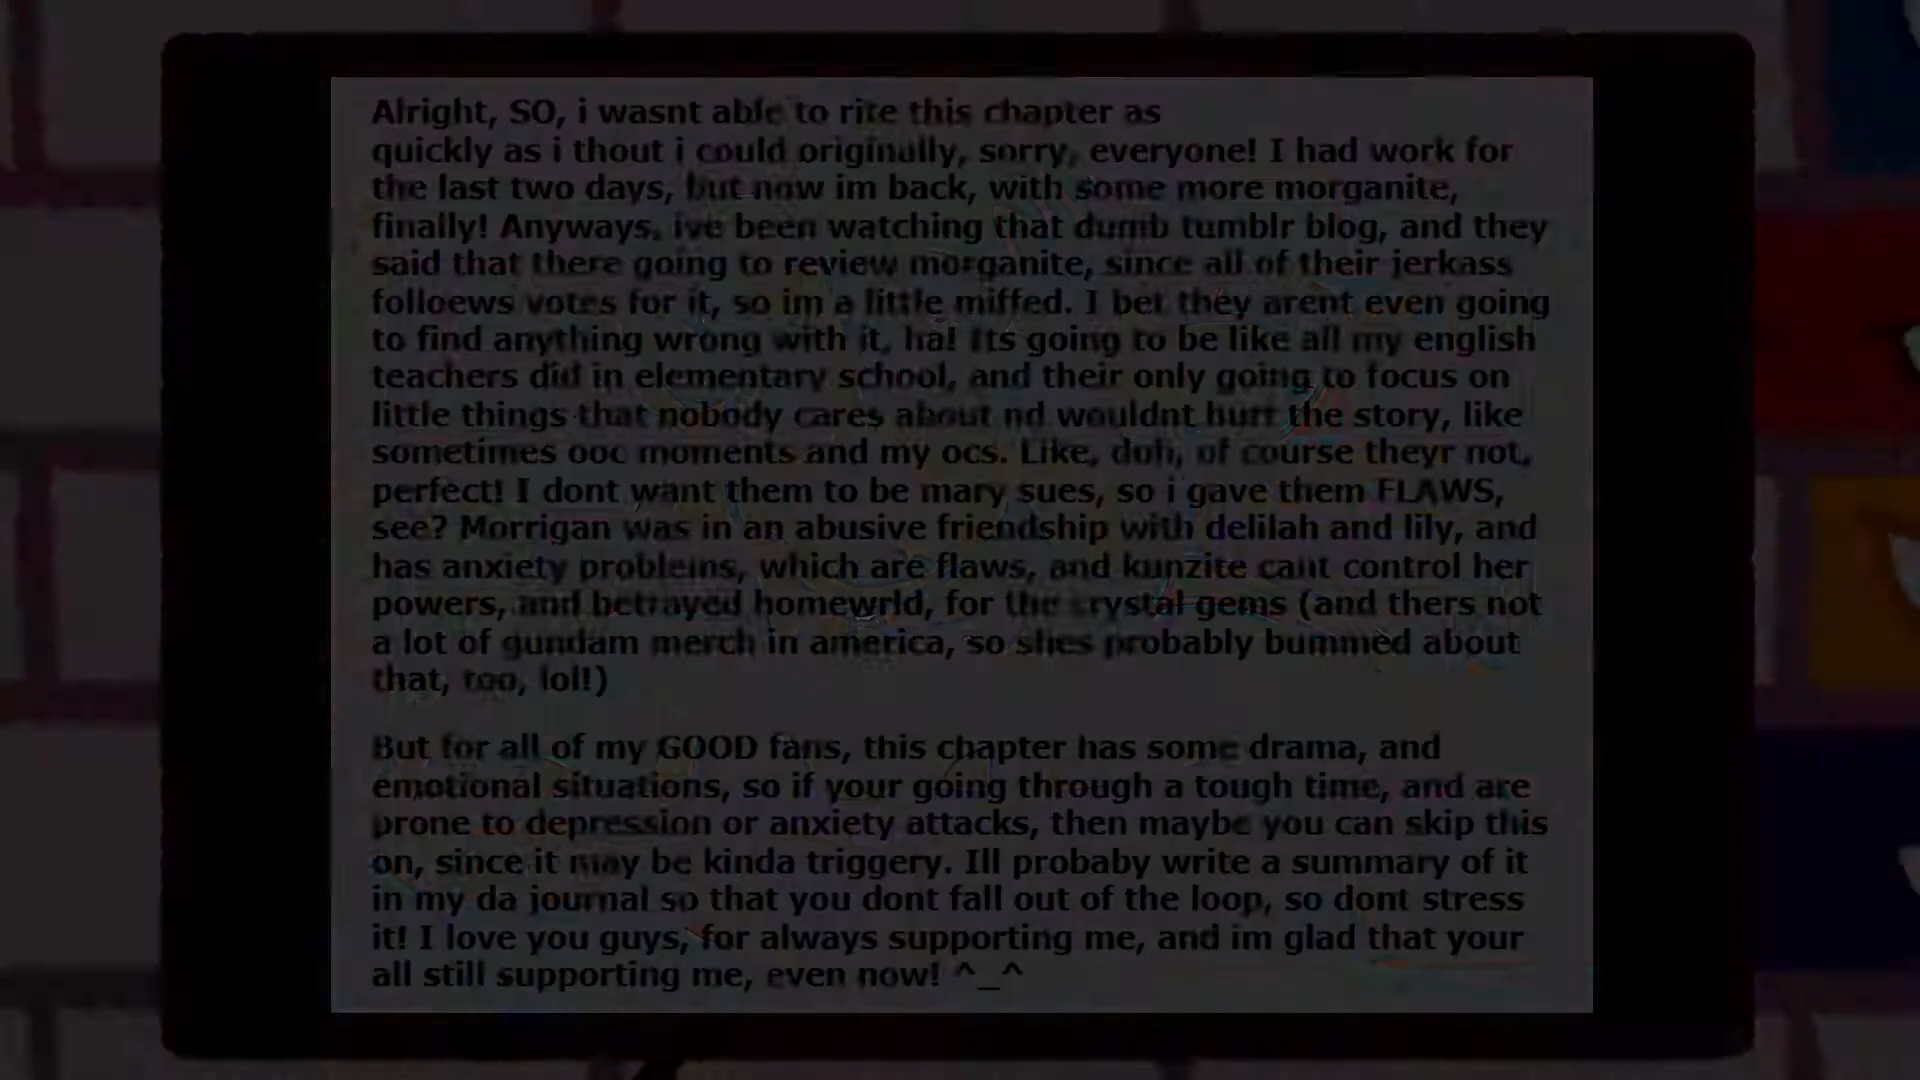 Alright, SO, i wasnt able to rite this chapter as
quickly as i thout i could originally, sorry, everyone! I had work for
the last two days, but now im back, with some more morganite,
finally! Anyways, ive been watching that dumb tumblr blog, and they
said that there going to review morganite, since all of their jerkass
folloews votes for it, so im a little miffed. I bet they arent even going
to find anything wrong with it, ha! Its going to be like all my english
teachers did in elementary school, and their only going to focus on
little things that nobody cares about nd wouldnt hurt the story, like
sometimes ooc moments and my ocs. Like, doh, of course theyr not,
perfect! I dont want them to be mary sues, so i gave them FLAWS,
see? Morrigan was in an abusive friendship with delilah and lily, and
has anxiety problems, which are flaws, and kunzite cant control her
powers, and betrayed homewrld, for the crystal gems (and thers not
a lot of gundam merch in america, so shes probably bummed about
that, too, lol!)
But for all of my GOOD fans, this chapter has some drama, and
emotional situations, so if your going through a tough time, and are
prone to depression or anxiety attacks, then maybe you can skip this
on, since it may be kinda triggery. Ill probaby write a summary of it
in my da journal so that you dont fall out of the loop, so dont stress
it! I love you guys, for always supporting me, and im glad that your
all still supporting me, even now! ^_^